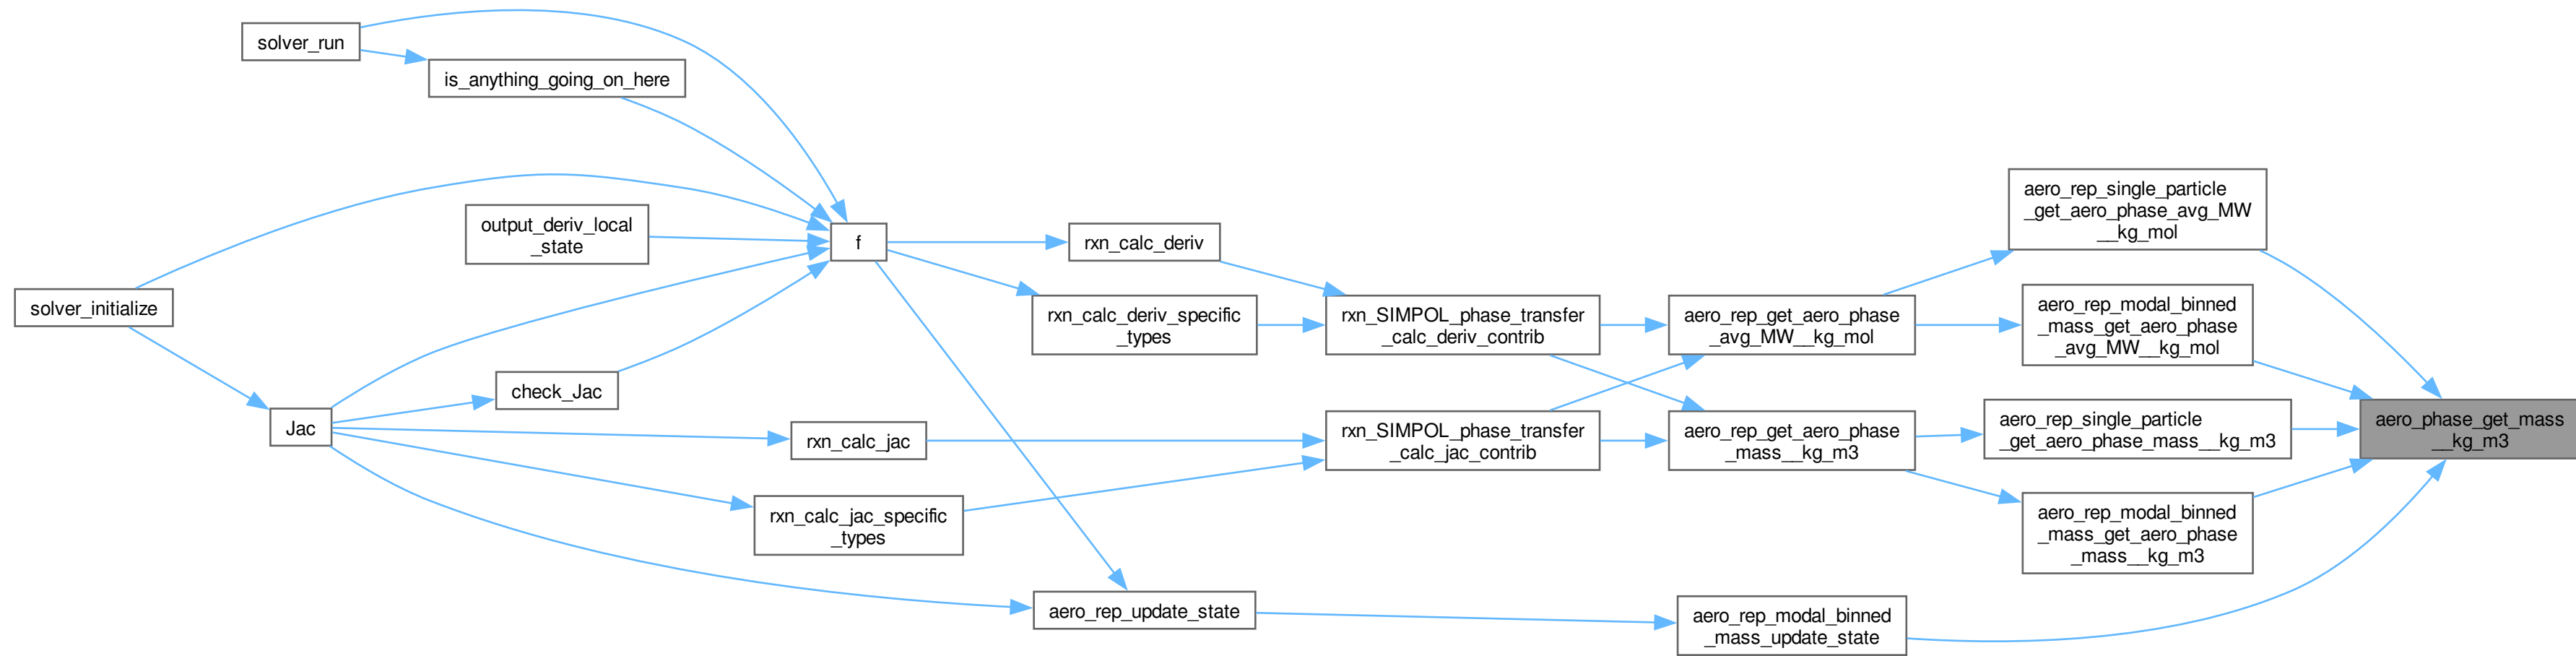 solver_run
is_anything_going_on_here
output_deriv_local
_state
solver_initialize
f
check_Jac
Jac
rxn_calc_deriv
rxn_calc_deriv_specific
_types
rxn_calc_jac
rxn_calc_jac_specific
_types
aero_rep_update_state
rxn_SIMPOL_phase_transfer
_calc_deriv_contrib
rxn_SIMPOL_phase_transfer
_calc_jac_contrib
aero_rep_get_aero_phase
_avg_MW__kg_mol
aero_rep_get_aero_phase
_mass__kg_m3
aero_rep_modal_binned
_mass_update_state
aero_rep_single_particle
_get_aero_phase_avg_MW
__kg_mol
aero_rep_modal_binned
_mass_get_aero_phase
_avg_MW__kg_mol
aero_rep_single_particle
_get_aero_phase_mass__kg_m3
aero_rep_modal_binned
_mass_get_aero_phase
_mass__kg_m3
aero_phase_get_mass
__kg_m3